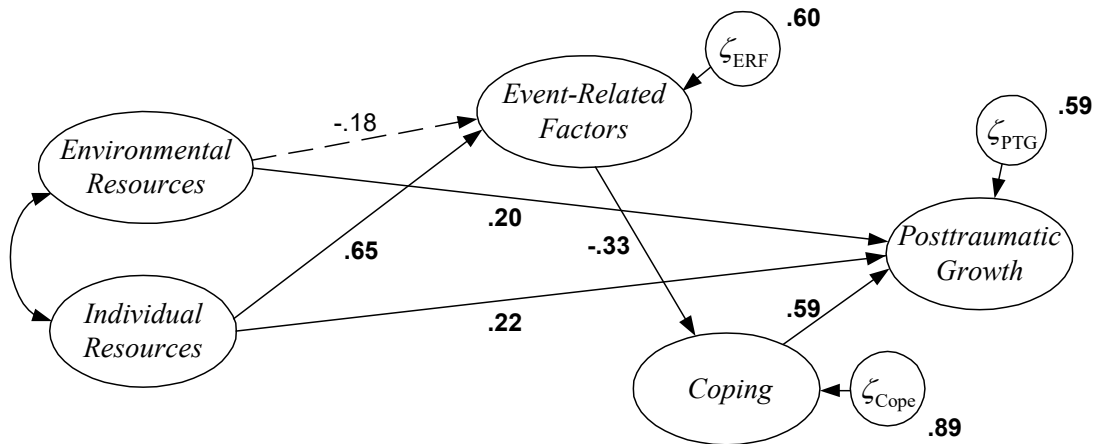 .60
ζERF
Event-Related
Factors
.59
ζPTG
-.18
Environmental
Resources
.20
-.33
Posttraumatic
Growth
.65
Individual
Resources
.22
.59
Coping
ζCope
.89